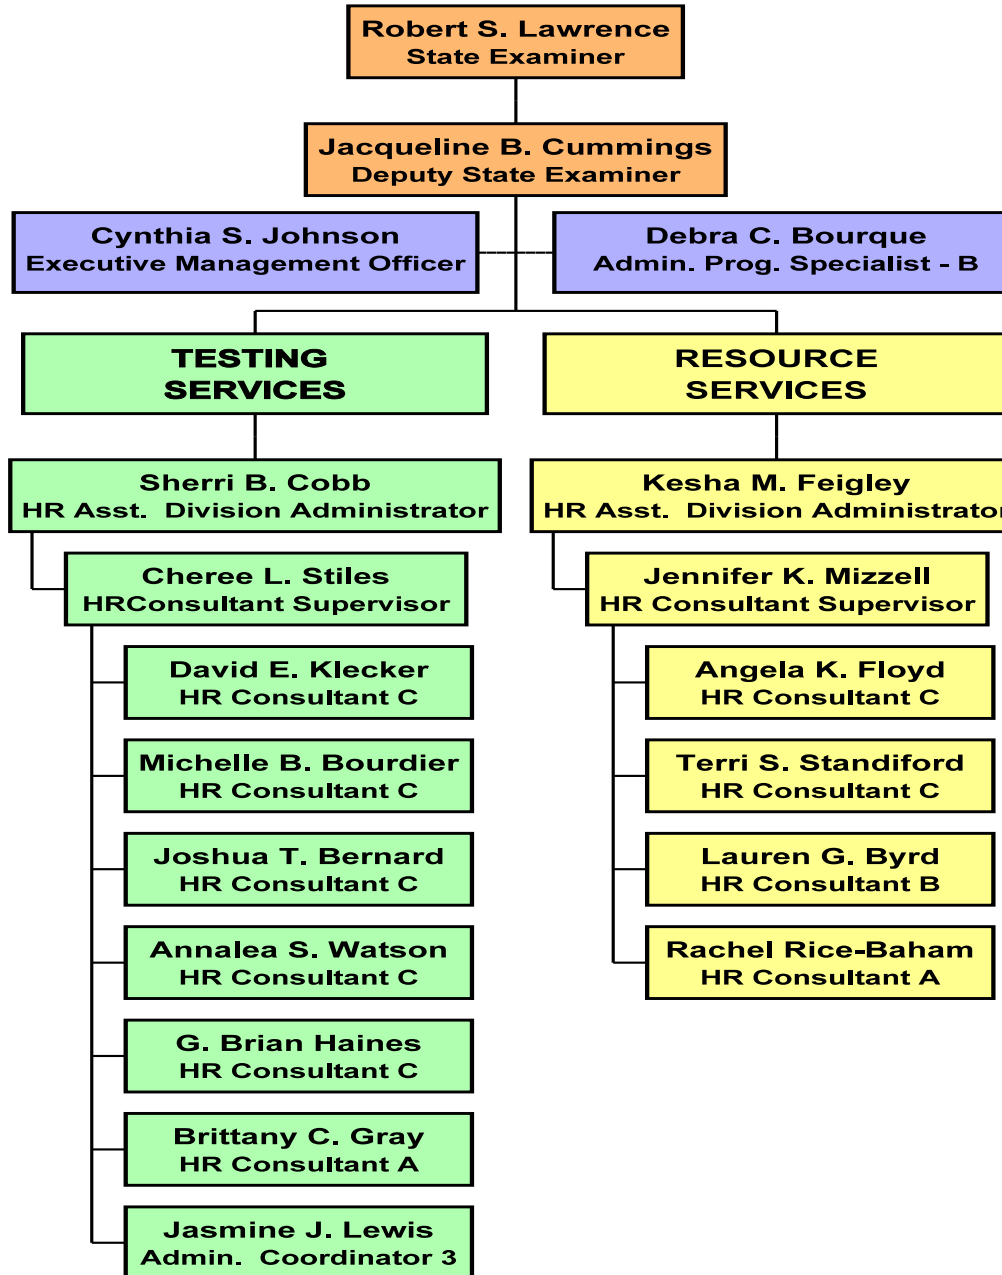 Robert S. Lawrence
State Examiner
Jacqueline B. Cummings
Deputy State Examiner
Cynthia S. Johnson
Executive Management Officer
Debra C. Bourque
Admin. Prog. Specialist - B
TESTING
SERVICES
RESOURCE
SERVICES
Sherri B. Cobb
HR Asst.  Division Administrator
Kesha M. Feigley
HR Asst.  Division Administrator
Cheree L. Stiles
HRConsultant Supervisor
David E. Klecker
HR Consultant C
Michelle B. Bourdier
HR Consultant C
Joshua T. Bernard
HR Consultant C
Annalea S. Watson
HR Consultant C
G. Brian Haines
HR Consultant C
Brittany C. Gray
HR Consultant A
Jasmine J. Lewis
Admin.  Coordinator 3
Jennifer K. Mizzell
HR Consultant Supervisor
Angela K. Floyd
HR Consultant C
Terri S. Standiford
HR Consultant C
Lauren G. Byrd
HR Consultant B
Rachel Rice-Baham
HR Consultant A